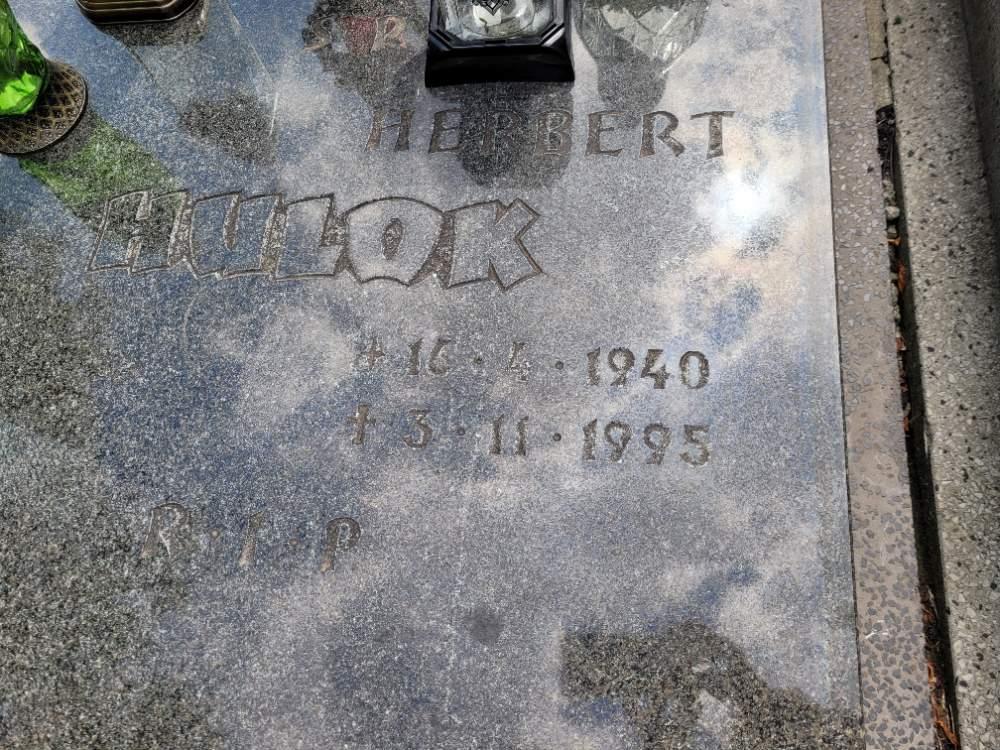 HERBERT
HULOK
+ 16 · 4 · 1940
† 3 · 11 · 1995
R · I · P